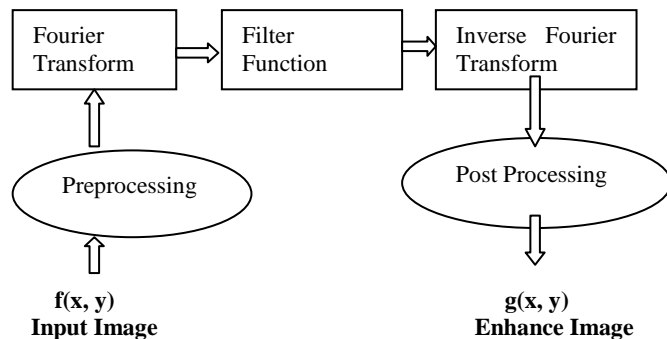 Fourier
Transform
Filter
Function
Inverse Fourier
Transform
Preprocessing
Post Processing
f(x, y)
Input Image
g(x, y)
Enhance Image